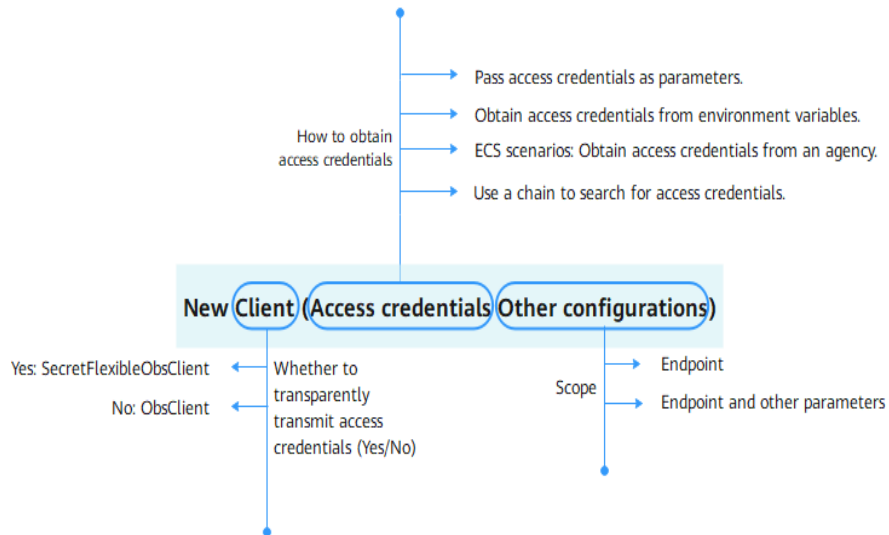 Pass access credentials as parameters.
Obtain access credentials from environment variables.
How to obtain
access credentials
ECS scenarios: Obtain access credentials from an agency.
Use a chain to search for access credentials.
New Client (Access credentials Other configurations)
Yes: SecretFlexibleObsClient
No: ObsClient
Whether to
transparently
transmit access
credentials (Yes/No)
Scope
Endpoint
Endpoint and other parameters